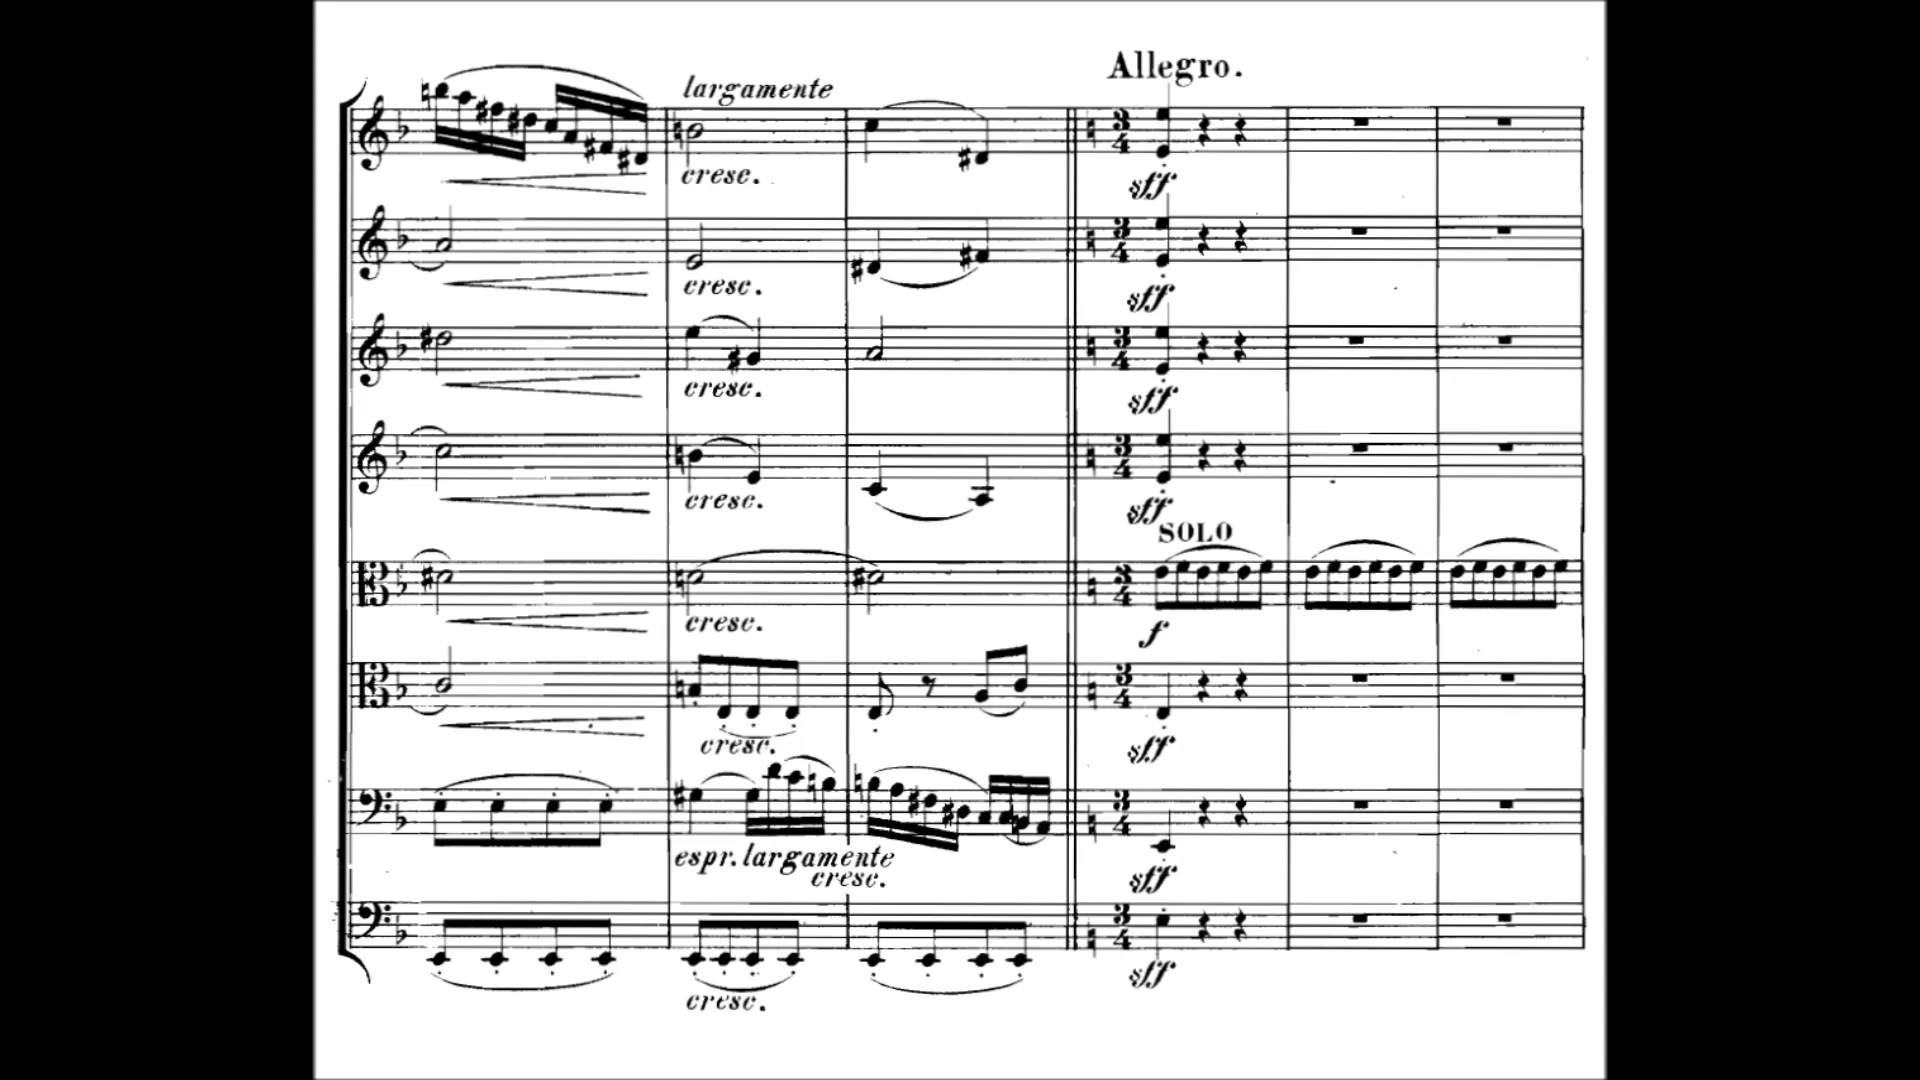 Allegro.
largamente
cresc.
sff
cresc.
sff
cresc.
sff
cresc.
sff
SOLO
cresc.
f
cresc.
sff
espr. largamente
cresc.
sff
cresc.
sff